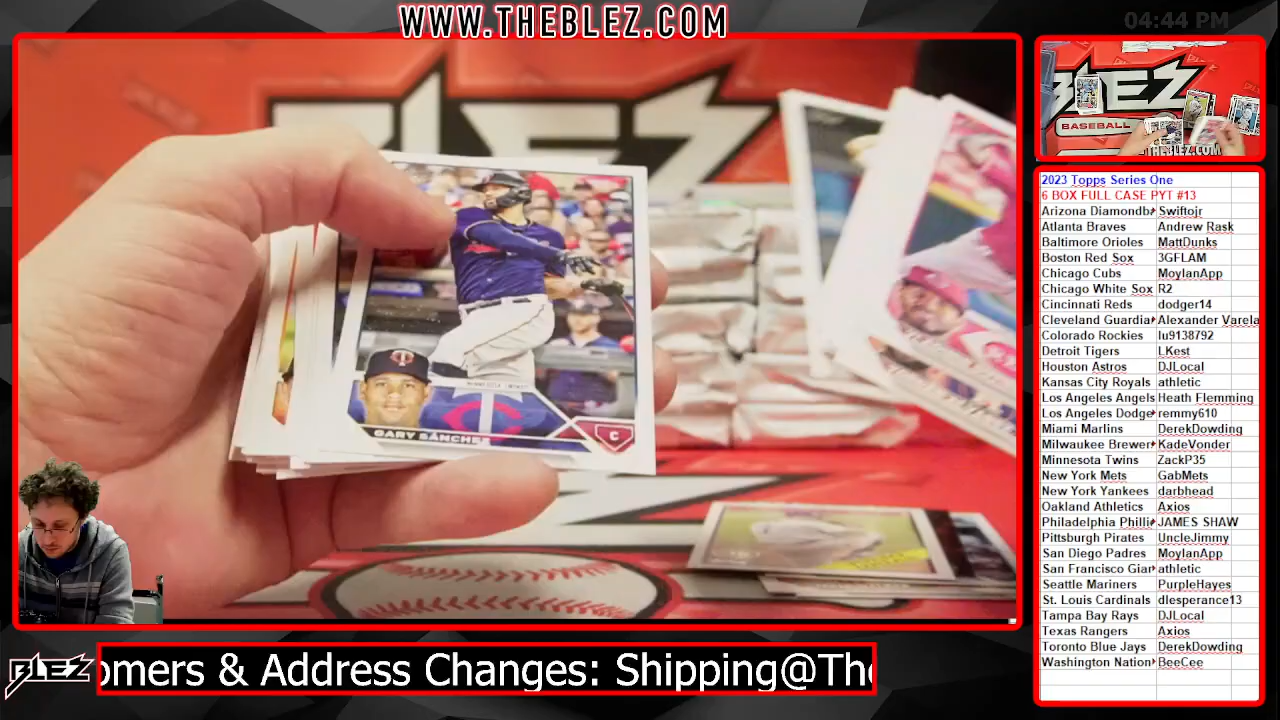 WWW.THEBLEZ.COM
04:44 PM
BLEZ
BLEZ
BASEBALL
THEBLEZ.COM
GARY SÁNCHEZ
C
2023 Topps Series One
6 BOX FULL CASE PYT #13
Arizona Diamondba Swiftojr
Atlanta Braves Andrew Rask
Baltimore Orioles MattDunks
Boston Red Sox 3GFLAM
Chicago Cubs MoylanApp
Chicago White Sox R2
Cincinnati Reds dodger14
Cleveland Guardia Alexander Varela
Colorado Rockies lu9138792
Detroit Tigers LKest
Houston Astros DJLocal
Kansas City Royals athletic
Los Angeles Angels Heath Flemming
Los Angeles Dodge remmy610
Miami Marlins DerekDowding
Milwaukee Brewer KadeVonder
Minnesota Twins ZackP35
New York Mets GabMets
New York Yankees darbhead
Oakland Athletics Axios
Philadelphia Philli JAMES SHAW
Pittsburgh Pirates UncleJimmy
San Diego Padres MoylanApp
San Francisco Gian athletic
Seattle Mariners PurpleHayes
St. Louis Cardinals dlesperance13
Tampa Bay Rays DJLocal
Texas Rangers Axios
Toronto Blue Jays DerekDowding
Washington Nation BeeCee
BLEZ
omers & Address Changes: Shipping@The